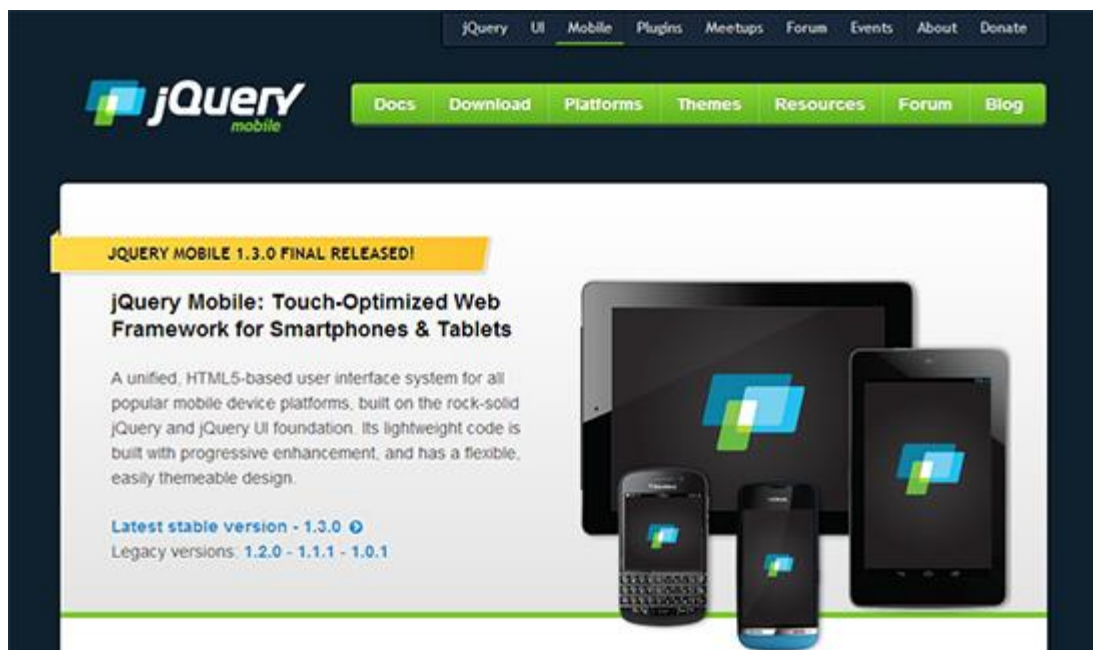 jQuery UI Mobile Plugins Meetups Forum Events About Donate
jQuery
mobile
Docs Download Platforms Themes Resources Forum Blog
JQUERY MOBILE 1.3.0 FINAL RELEASED!
jQuery Mobile: Touch-Optimized Web
Framework for Smartphones & Tablets
A unified, HTML5-based user interface system for all
popular mobile device platforms, built on the rock-solid
jQuery and jQuery UI foundation. Its lightweight code is
built with progressive enhancement, and has a flexible,
easily themeable design.
Latest stable version - 1.3.0
Legacy versions: 1.2.0 - 1.1.1 - 1.0.1